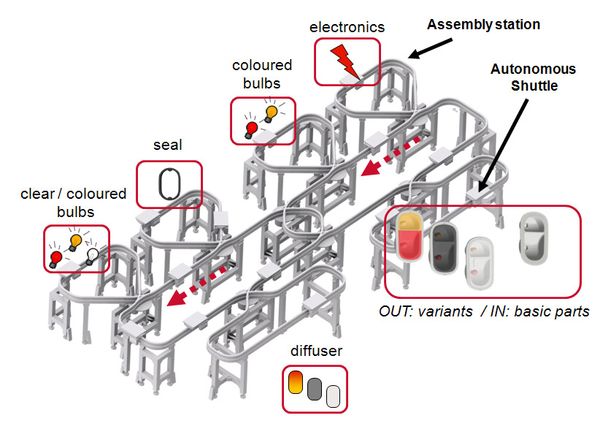 electronics
Assembly station
coloured
bulbs
Autonomous
Shuttle
seal
clear / coloured
bulbs
OUT: variants / IN: basic parts
diffuser